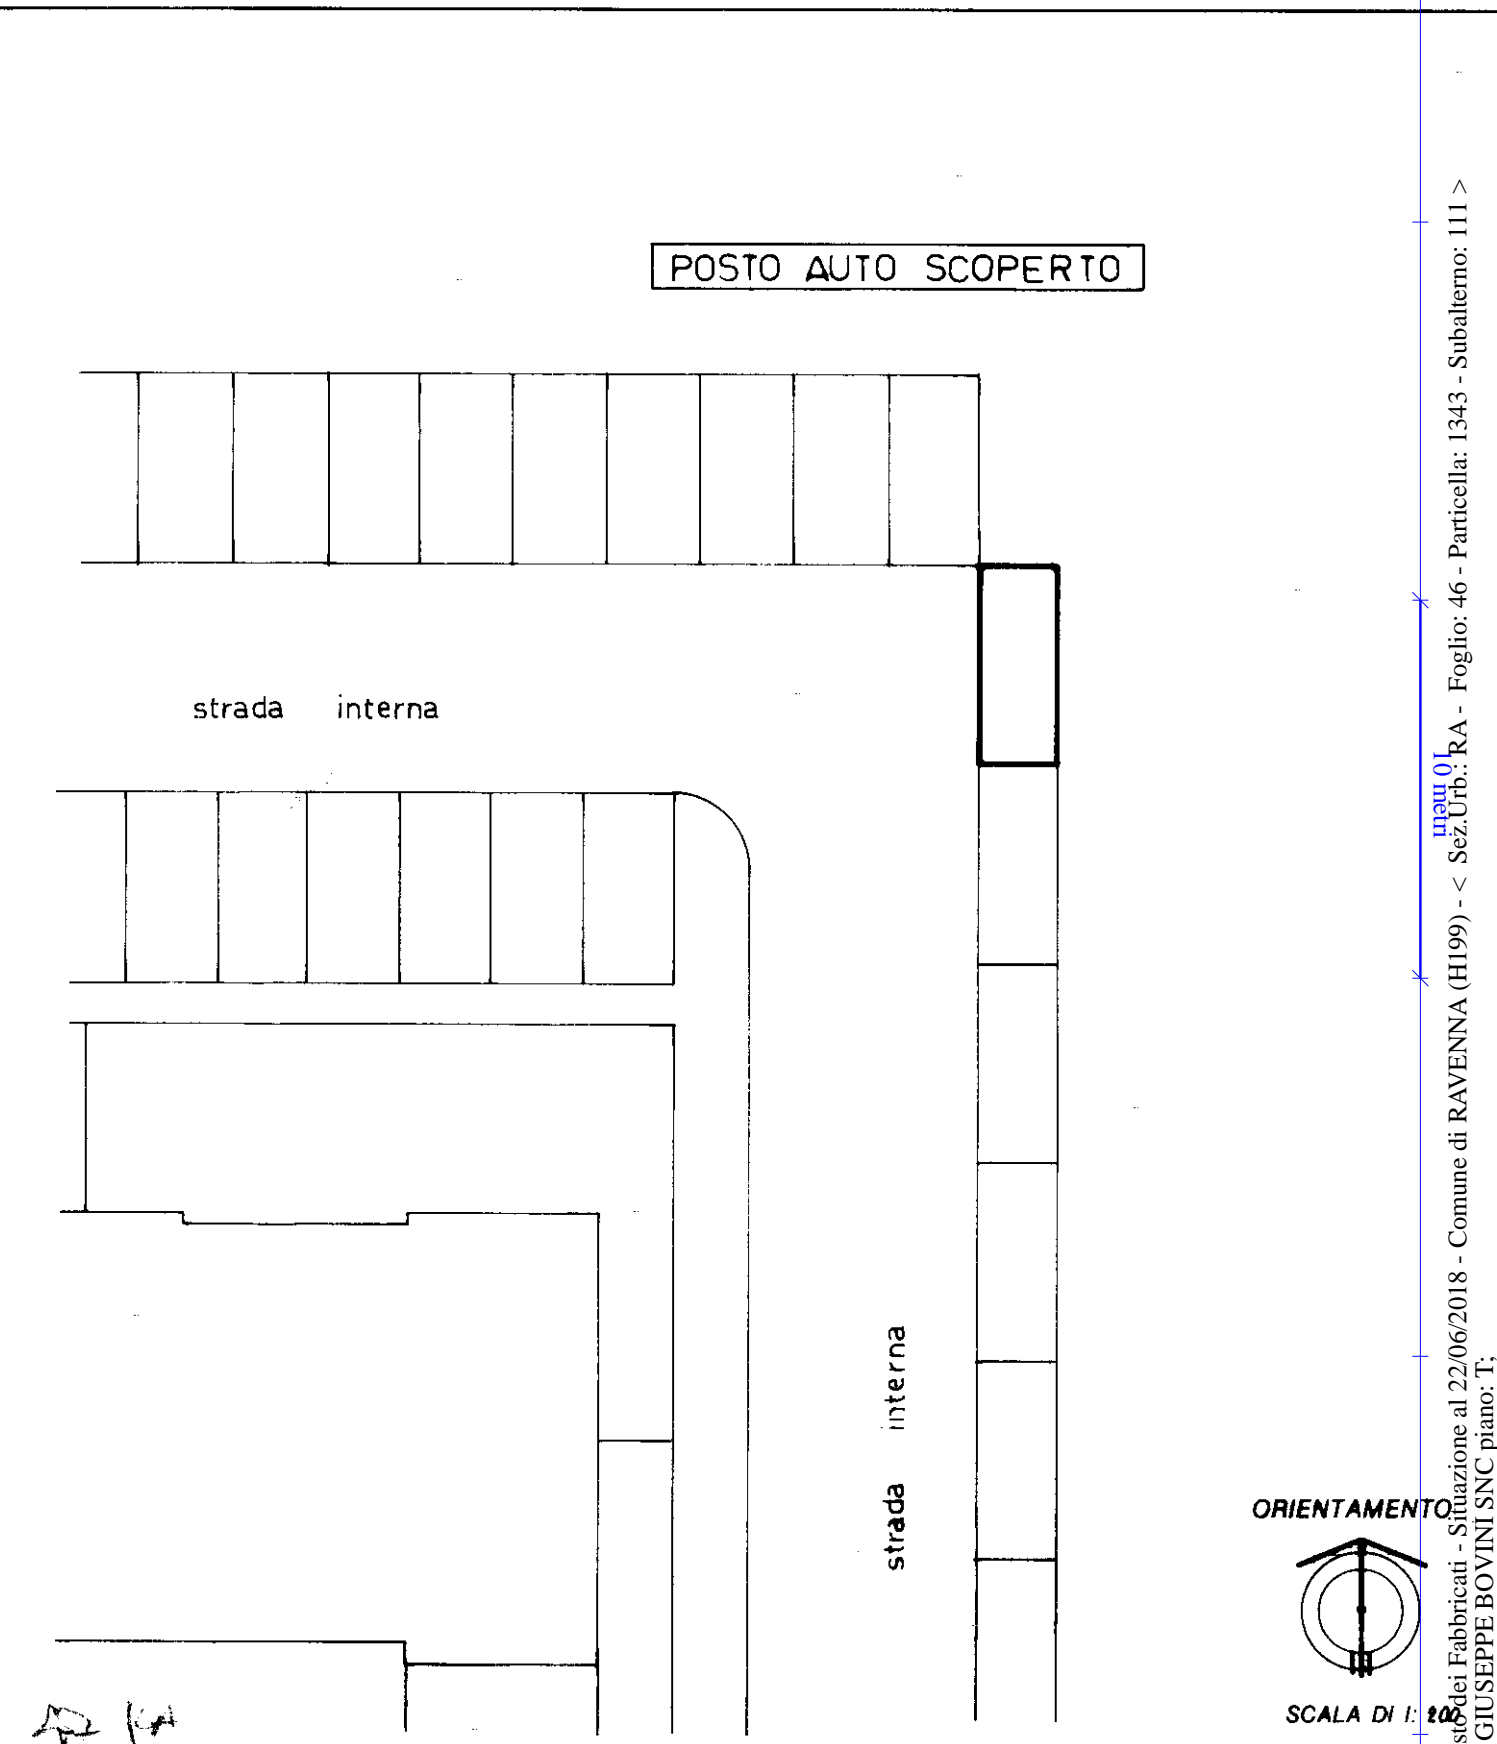 POSTO AUTO SCOPERTO
strada interna
strada interna
10 metri
ORIENTAMENTO
SCALA DI 1: 200
sto dei Fabbricati - Situazione al 22/06/2018 - Comune di RAVENNA (H199) - < Sez.Urb.: RA - Foglio: 46 - Particella: 1343 - Subalterno: 111 >
GIUSEPPE BOVINI SNC piano: T;